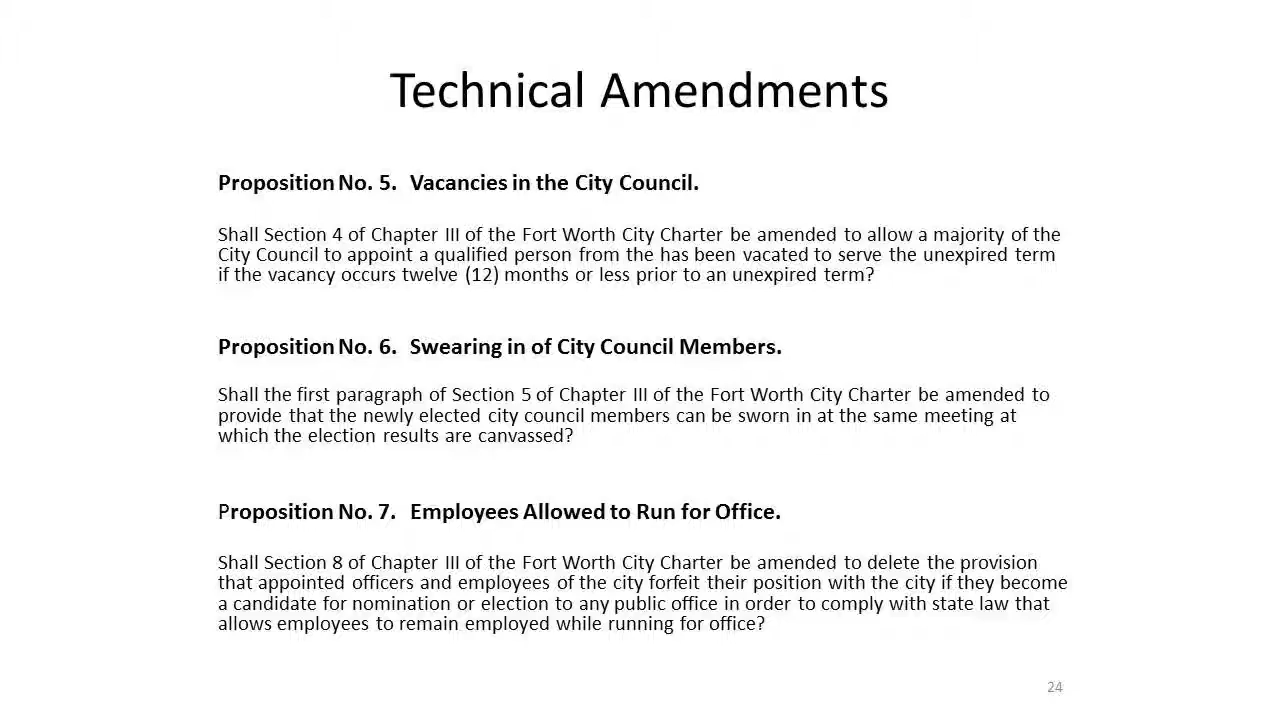 Technical Amendments
Proposition No. 5. Vacancies in the City Council.
Shall Section 4 of Chapter III of the Fort Worth City Charter be amended to allow a majority of the
City Council to appoint a qualified person from the has been vacated to serve the unexpired term
if the vacancy occurs twelve (12) months or less prior to an unexpired term?
Proposition No. 6. Swearing in of City Council Members.
Shall the first paragraph of Section 5 of Chapter III of the Fort Worth City Charter be amended to
provide that the newly elected city council members can be sworn in at the same meeting at
which the election results are canvassed?
Proposition No. 7. Employees Allowed to Run for Office.
Shall Section 8 of Chapter III of the Fort Worth City Charter be amended to delete the provision
that appointed officers and employees of the city forfeit their position with the city if they become
a candidate for nomination or election to any public office in order to comply with state law that
allows employees to remain employed while running for office?
24